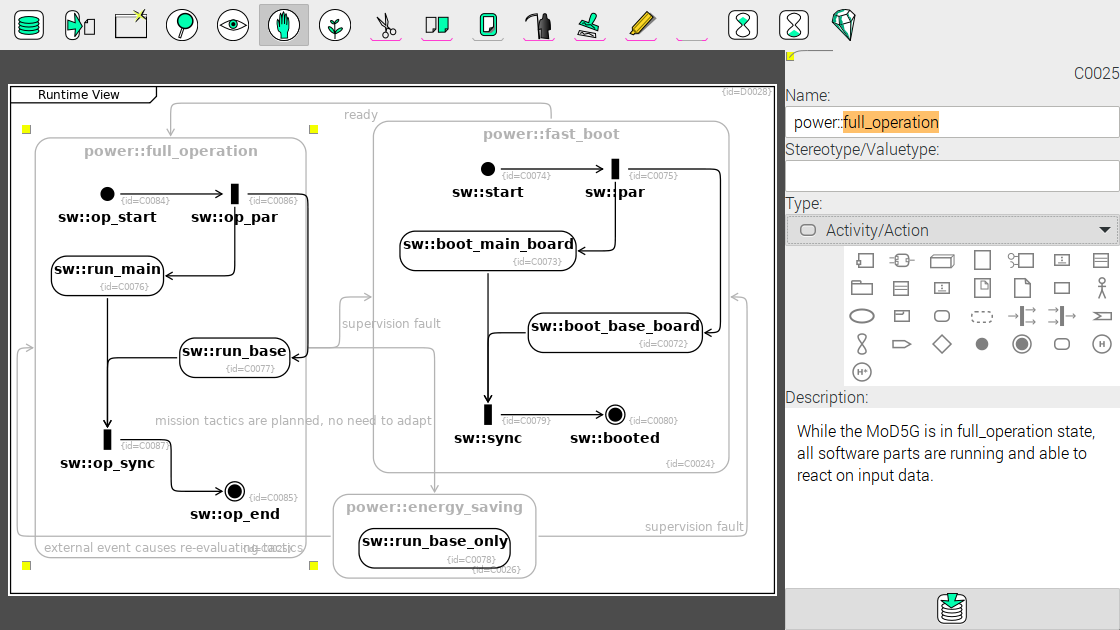 C0025
Name:
power::full_operation
Stereotype/Valuetype:
Type:
Activity/Action
H
H*
Description:
While the MoD5G is in full_operation state,
all software parts are running and able to
react on input data.
Runtime View
{id=D0028}
ready
power::full_operation
sw::op_start
{id=C0084}
sw::op_par
{id=C0086}
sw::run_main
{id=C0076}
sw::run_base
{id=C0077}
sw::op_sync
{id=C0087}
sw::op_end
{id=C0085}
external event causes re-evaluating tactics
power::fast_boot
sw::start
{id=C0074}
sw::par
{id=C0075}
sw::boot_main_board
{id=C0073}
sw::boot_base_board
{id=C0072}
sw::sync
{id=C0079}
sw::booted
{id=C0080}
{id=C0024}
supervision fault
mission tactics are planned, no need to adapt
power::energy_saving
sw::run_base_only
{id=C0078}
{id=C0026}
supervision fault